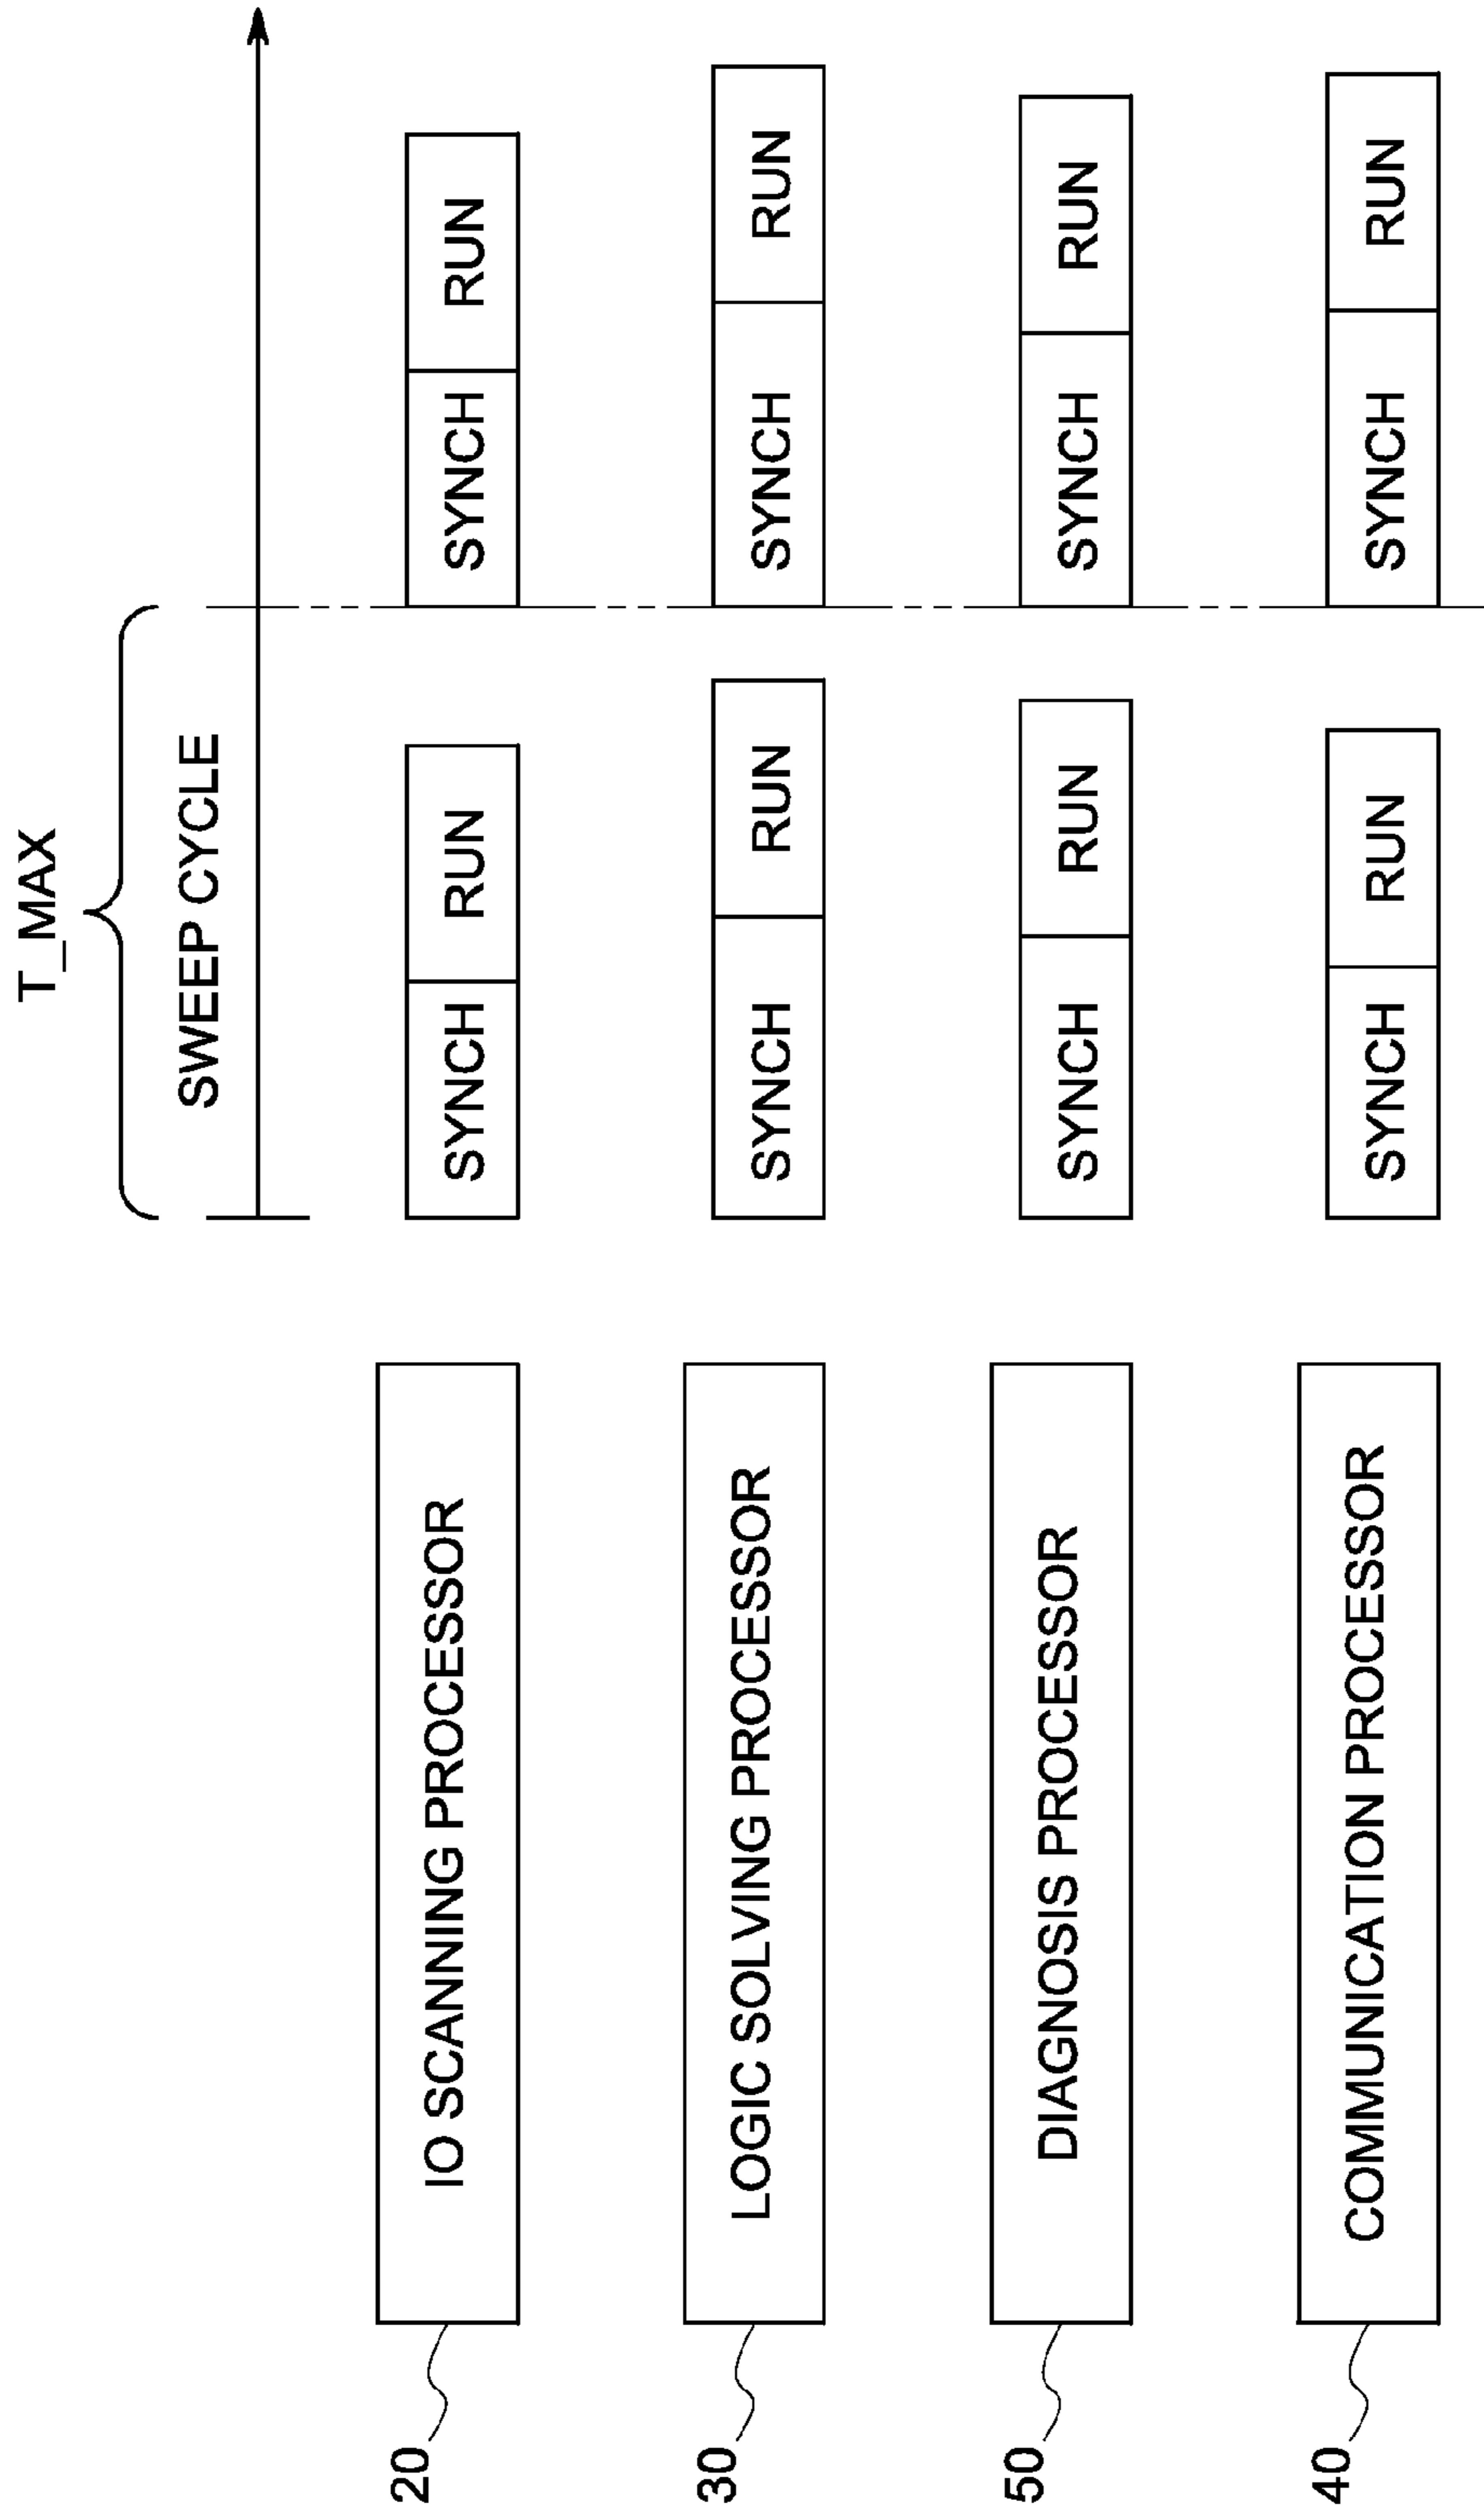 T_MAX
SWEEP CYCLE
20 IO SCANNING PROCESSOR SYNCH RUN SYNCH RUN
30 LOGIC SOLVING PROCESSOR SYNCH RUN SYNCH RUN
50 DIAGNOSIS PROCESSOR SYNCH RUN SYNCH RUN
40 COMMUNICATION PROCESSOR SYNCH RUN SYNCH RUN